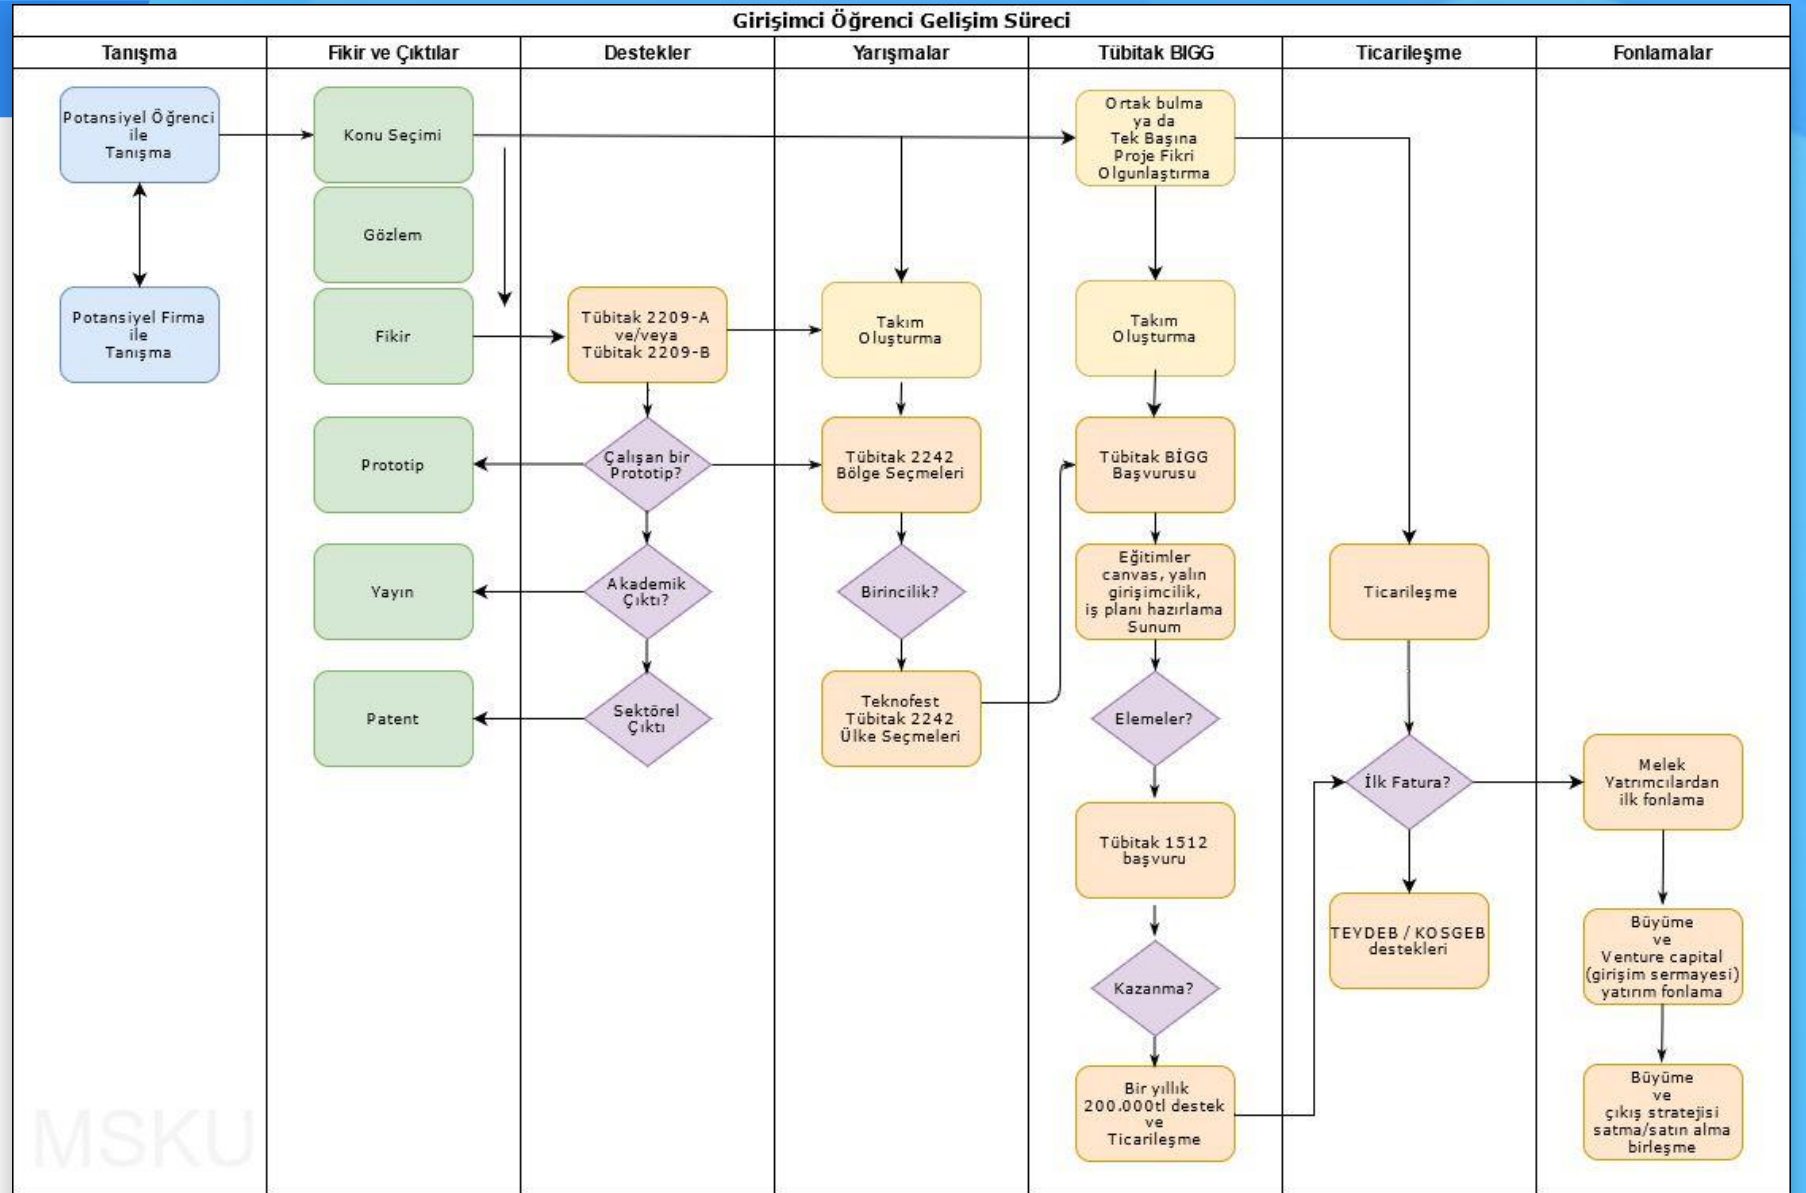 Girişimci Öğrenci Gelişim Süreci
Tanışma
Fikir ve Çıktılar
Destekler
Yarışmalar
Tübitak BIGG
Ticarileşme
Fonlamalar
Potansiyel Öğrenci
ile
Tanışma
Potansiyel Firma
ile
Tanışma
Konu Seçimi
Gözlem
Fikir
Prototip
Yayın
Patent
Tübitak 2209-A
ve/veya
Tübitak 2209-B
Çalışan bir
Prototip?
Akademik
Çıktı?
Sektörel
Çıktı
Takım
Oluşturma
Tübitak 2242
Bölge Seçmeleri
Birincilik?
Teknofest
Tübitak 2242
Ülke Seçmeleri
Ortak bulma
ya da
Tek Başına
Proje Fikri
Olgunlaştırma
Takım
Oluşturma
Tübitak BİGG
Başvurusu
Eğitimler
canvas, yalın
girişimcilik,
iş planı hazırlama
Sunum
Elemeler?
Tübitak 1512
başvuru
Kazanma?
Bir yıllık
200.000tl destek
ve
Ticarileşme
Ticarileşme
İlk Fatura?
TEYDEB / KOSGEB
destekleri
Melek
Yatrımcılardan
ilk fonlama
Büyüme
ve
Venture capital
(girişim sermayesi)
yatırım fonlama
Büyüme
ve
çıkış stratejisi
satma/satın alma
birleşme
MSKU